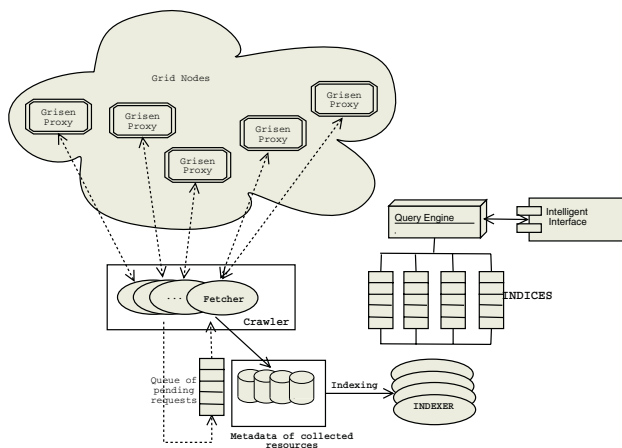 Grid Nodes
Grisen
Proxy
Grisen
Proxy
Grisen
Proxy
Grisen
Proxy
Grisen
Proxy
Query Engine
.
Intelligent
Interface
... Fetcher
Crawler
INDICES
Queue of
pending
requests
Indexing
INDEXER
Metadata of collected
resources